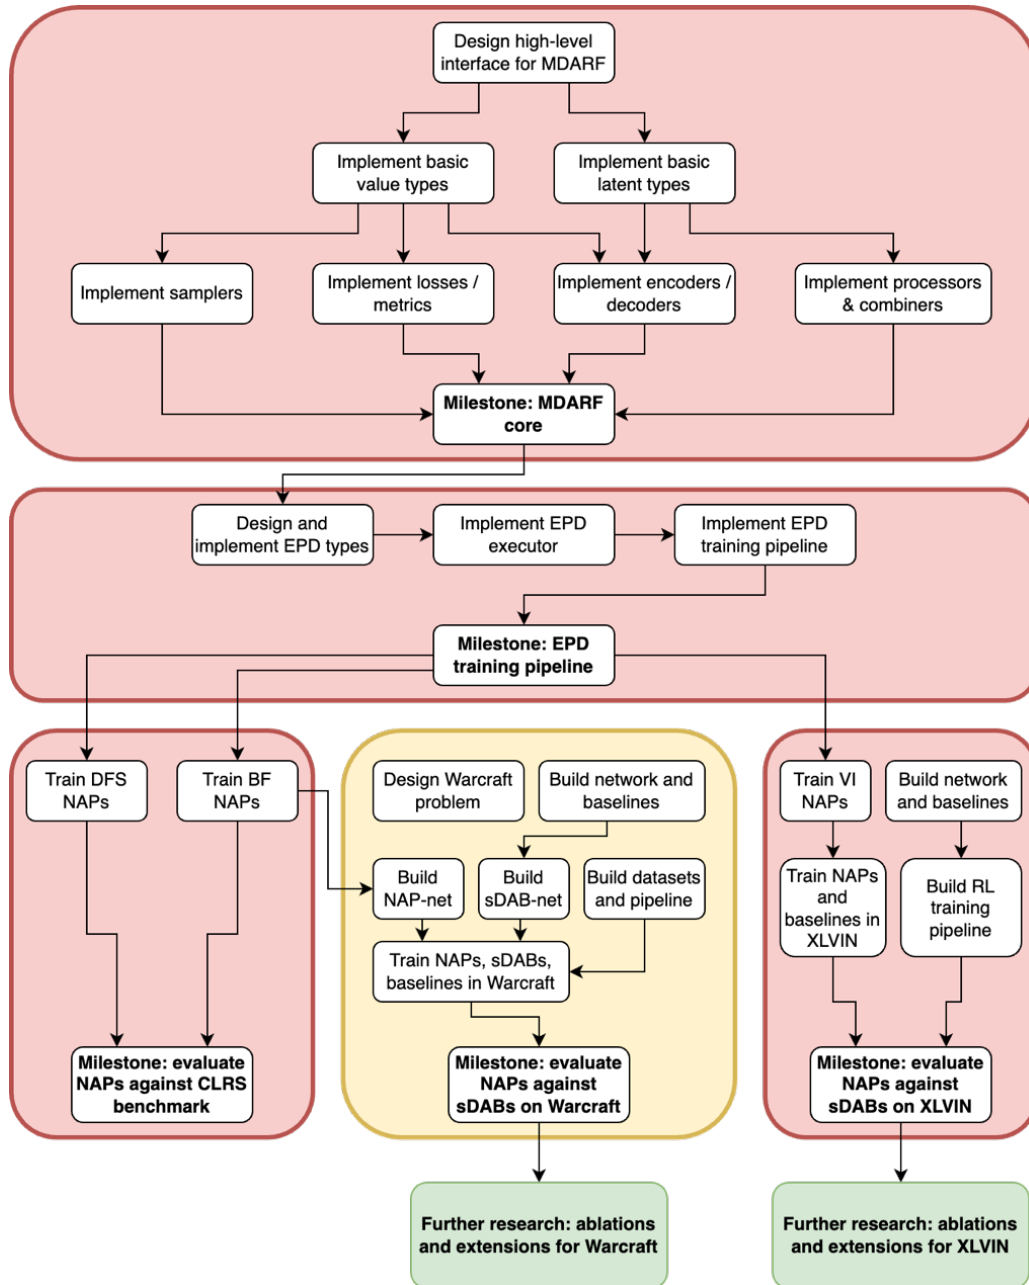 Design high-level
interface for MDARF
Implement basic
value types
Implement basic
latent types
Implement samplers
Implement losses /
metrics
Implement encoders /
decoders
Implement processors
& combiners
Milestone: MDARF
core
Design and
implement EPD types
Implement EPD
executor
Implement EPD
training pipeline
Milestone: EPD
training pipeline
Train DFS
NAPs
Train BF
NAPs
Design Warcraft
problem
Build network and
baselines
Train VI
NAPs
Build network
and baselines
Build
NAP-net
Build
sDAB-net
Build datasets
and pipeline
Train NAPs
and
baselines in
XLVIN
Build RL
training
pipeline
Train NAPs, sDABs,
baselines in Warcraft
Milestone: evaluate
NAPs against CLRS
benchmark
Milestone: evaluate
NAPs against
sDABs on Warcraft
Milestone: evaluate
NAPs against
sDABs on XLVIN
Further research: ablations
and extensions for Warcraft
Further research: ablations
and extensions for XLVIN